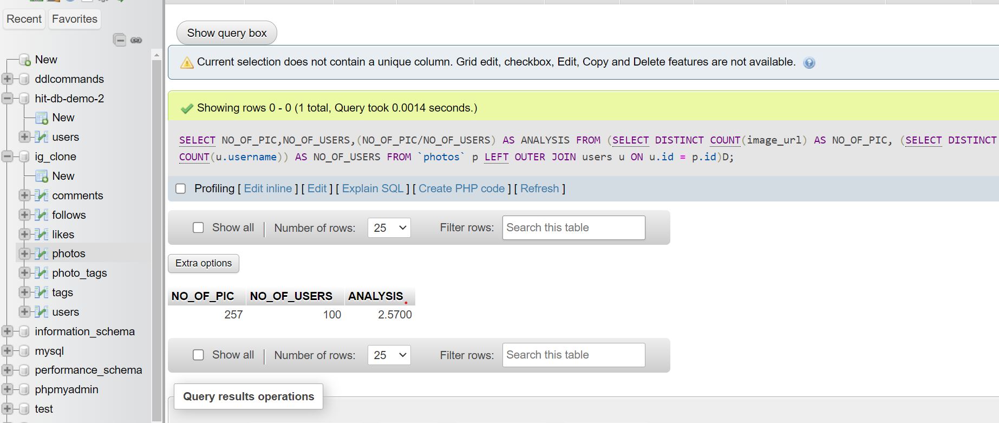 Recent Favorites
New
ddlcommands
hit-db-demo-2
New
users
ig_clone
New
comments
follows
likes
photos
photo_tags
tags
users
information_schema
mysql
performance_schema
phpmyadmin
test
Show query box
Current selection does not contain a unique column. Grid edit, checkbox, Edit, Copy and Delete features are not available.
Showing rows 0 - 0 (1 total, Query took 0.0014 seconds.)
SELECT NO_OF_PIC,NO_OF_USERS,(NO_OF_PIC/NO_OF_USERS) AS ANALYSIS FROM (SELECT DISTINCT COUNT(image_url) AS NO_OF_PIC, (SELECT DISTINCT
COUNT(u.username)) AS NO_OF_USERS FROM `photos` p LEFT OUTER JOIN users u ON u.id = p.id)D;
Profiling [ Edit inline ] [ Edit ] [ Explain SQL ] [ Create PHP code ] [ Refresh ]
Show all | Number of rows: 25 Filter rows: Search this table
Extra options
NO_OF_PIC NO_OF_USERS ANALYSIS
257 100 2.5700
Show all | Number of rows: 25 Filter rows: Search this table
Query results operations